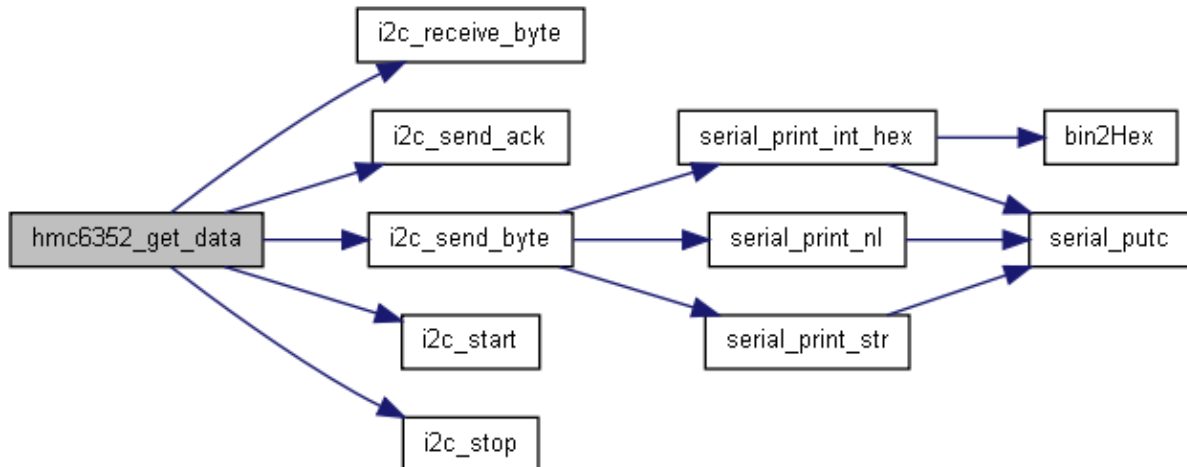 i2c_receive_byte
i2c_send_ack
serial_print_int_hex
bin2Hex
hmc6352_get_data
i2c_send_byte
serial_print_nl
serial_putc
i2c_start
serial_print_str
i2c_stop